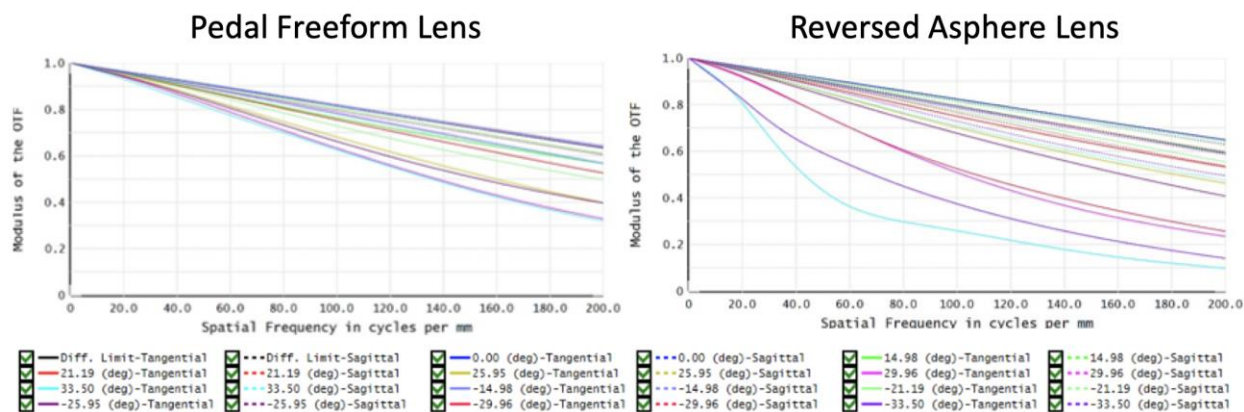 Pedal Freeform Lens
Reversed Asphere Lens
1.0
0.8
0.6
0.4
0.2
0
Modulus of the OTF
0 20.0 40.0 60.0 80.0 100.0 120.0 140.0 160.0 180.0 200.0
Spatial Frequency in cycles per mm
1.0
0.8
0.6
0.4
0.2
0
Modulus of the OTF
0 20.0 40.0 60.0 80.0 100.0 120.0 140.0 160.0 180.0 200.0
Spatial Frequency in cycles per mm
Diff. Limit-Tangential Diff. Limit-Sagittal 0.00 (deg)-Tangential 0.00 (deg)-Sagittal 14.98 (deg)-Tangential 14.98 (deg)-Sagittal
21.19 (deg)-Tangential 21.19 (deg)-Sagittal 25.95 (deg)-Tangential 25.95 (deg)-Sagittal 29.96 (deg)-Tangential 29.96 (deg)-Sagittal
33.50 (deg)-Tangential 33.50 (deg)-Sagittal -14.98 (deg)-Tangential -14.98 (deg)-Sagittal -21.19 (deg)-Tangential -21.19 (deg)-Sagittal
-25.95 (deg)-Tangential -25.95 (deg)-Sagittal -29.96 (deg)-Tangential -29.96 (deg)-Sagittal -33.50 (deg)-Tangential -33.50 (deg)-Sagittal